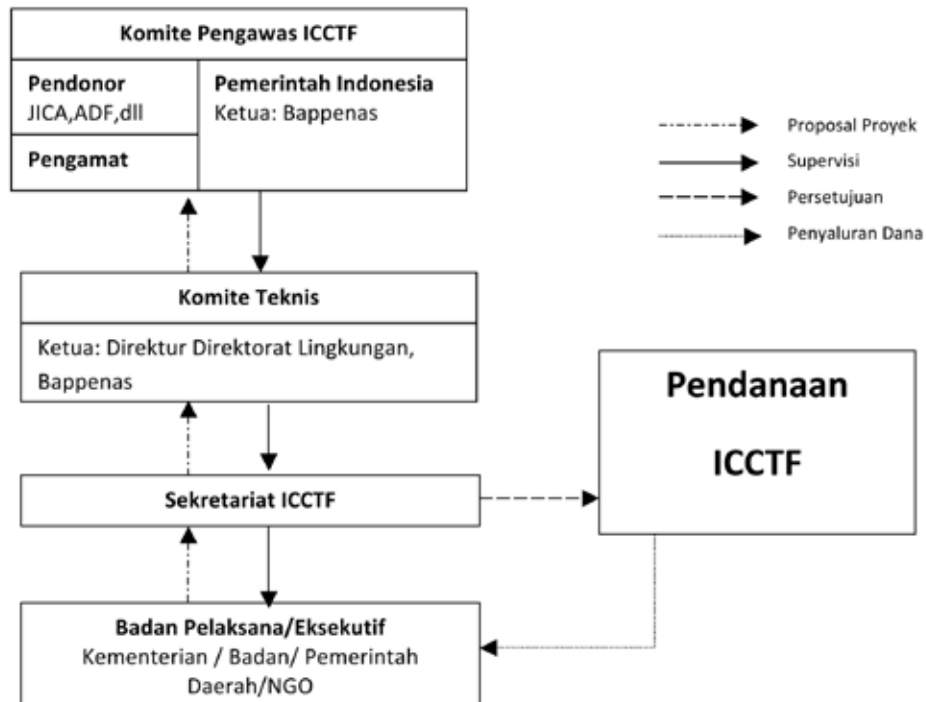 Komite Pengawas ICCTF
Pendonor
JICA,ADF,dll
Pengamat
Pemerintah Indonesia
Ketua: Bappenas
Proposal Proyek
Supervisi
Persetujuan
Penyaluran Dana
Komite Teknis
Ketua: Direktur Direktorat Lingkungan,
Bappenas
Pendanaan
ICCTF
Sekretariat ICCTF
Badan Pelaksana/Eksekutif
Kementerian / Badan/ Pemerintah
Daerah/NGO